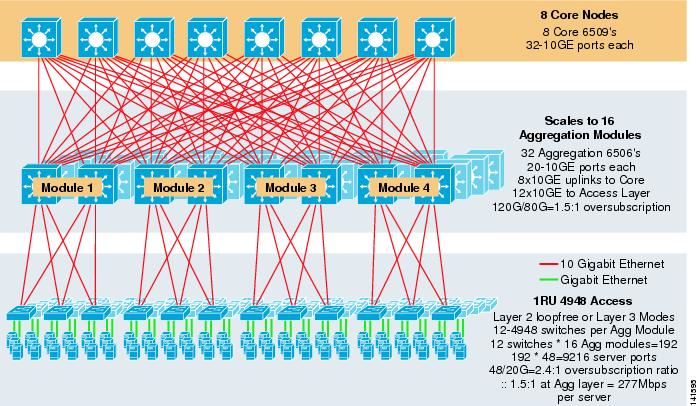 8 Core Nodes
8 Core 6509's
32-10GE ports each
Scales to 16
Aggregation Modules
32 Aggregation 6506's
20-10GE ports each
8x10GE uplinks to Core
12x10GE to Access Layer
120G/80G=1.5:1 oversubscription
Module 1
Module 2
Module 3
Module 4
10 Gigabit Ethernet
Gigabit Ethernet
1RU 4948 Access
Layer 2 loopfree or Layer 3 Modes
12-4948 switches per Agg Module
12 switches * 16 Agg modules=192
192 * 48=9216 server ports
48/20G=2.4:1 oversubscription ratio
:: 1.5:1 at Agg layer = 277Mbps
per server